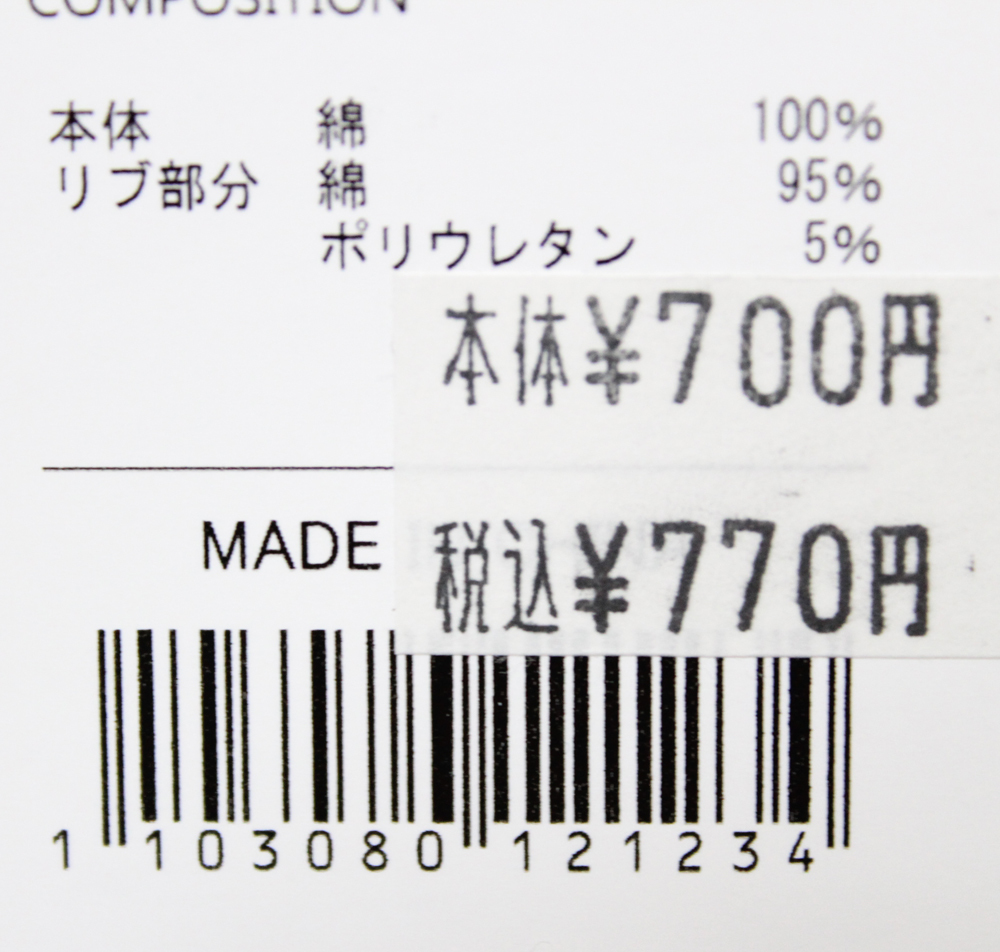 COMPOSITION
本体 綿 100%
リブ部分 綿 95%
ポリウレタン 5%
本体¥700円
MADE
税込¥770円
1 103080 121234